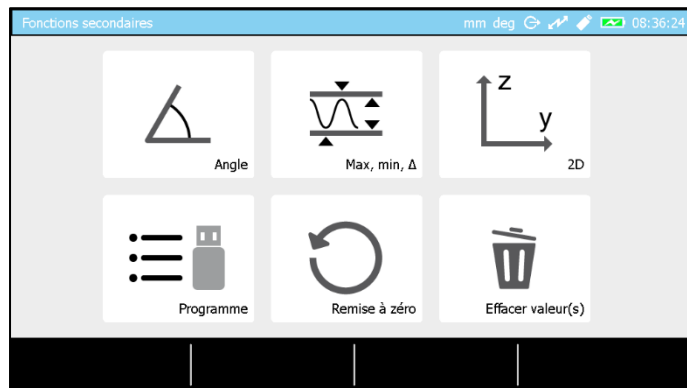 Fonctions secondaires
mm deg 08:36:24
z
y
Angle
Max, min, Δ
2D
Programme
Remise à zéro
Effacer valeur(s)